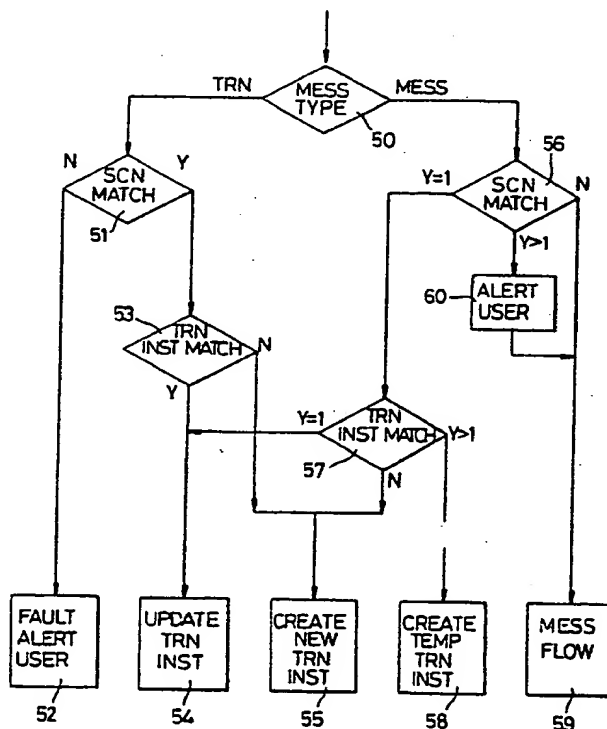 TRN
MESS
TYPE
MESS
50
N
Y
SCN
MATCH
51
Y=1
SCN
MATCH
N
56
Y>1
60
ALERT
USER
53
TRN
INST MATCH
N
Y
Y=1
TRN
INST MATCH
Y>1
57
N
FAULT
ALERT
USER
UPDATE
TRN
INST
CREATE
NEW
TRN
INST
CREATE
TEMP
TRN
INST
MESS
FLOW
52
54
55
58
59